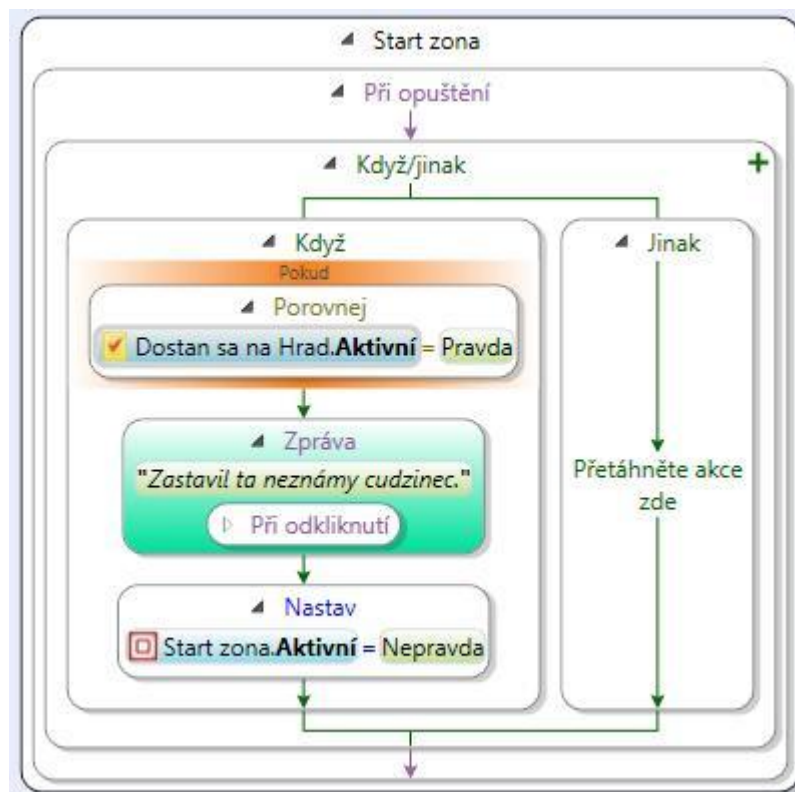 Start zona
Při opuštění
Když/jinak
Když
Jinak
Pokud
Porovnej
Dostan sa na Hrad.Aktivní = Pravda
Zpráva
"Zastavil ta neznámy cudzinec."
Při odkliknutí
Přetáhněte akce
zde
Nastav
Start zona.Aktivní = Nepravda